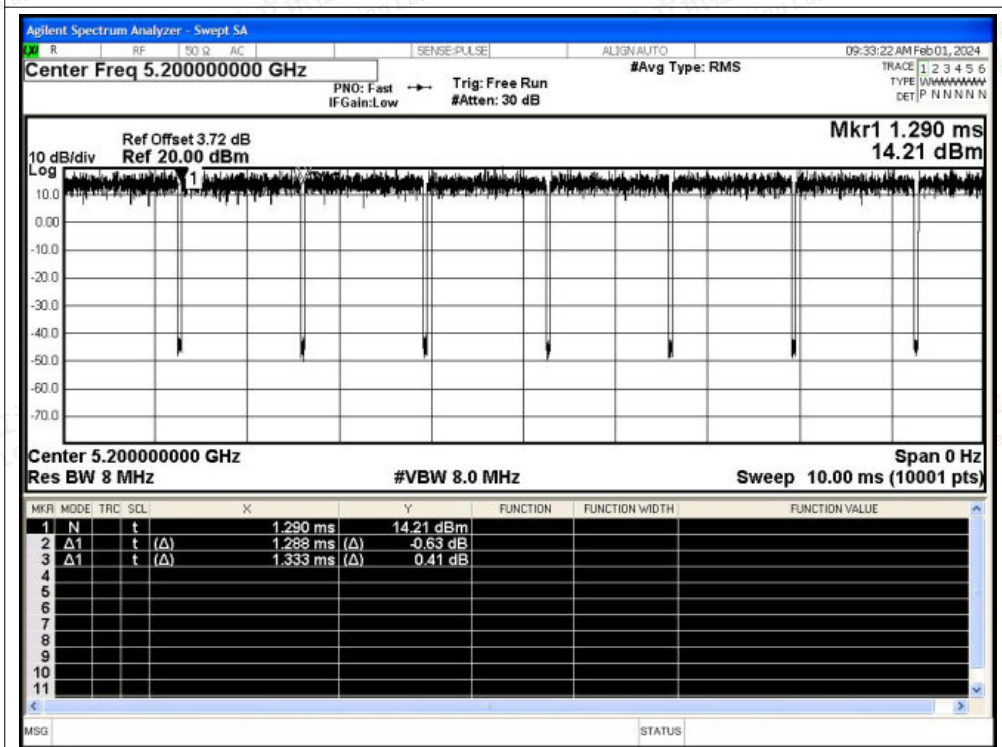 Agilent Spectrum Analyzer - Swept SA
R RF 50 Ω AC SENSE:PULSE ALIGN AUTO 09:33:22 AM Feb 01, 2024
Center Freq 5.200000000 GHz #Avg Type: RMS TRACE 1 2 3 4 5 6
PNO: Fast Trig: Free Run TYPE
IFGain:Low #Atten: 30 dB DET P N N N N N
Mkr1 1.290 ms
Ref Offset 3.72 dB
10 dB/div Ref 20.00 dBm 14.21 dBm
Log
1
10.0
0.00
-10.0
-20.0
-30.0
-40.0
-50.0
-60.0
-70.0
Center 5.200000000 GHz Span 0 Hz
Res BW 8 MHz #VBW 8.0 MHz Sweep 10.00 ms (10001 pts)
MKR MODE TRC SCL X Y FUNCTION FUNCTION WIDTH FUNCTION VALUE
1 N t 1.290 ms 14.21 dBm
2 Δ1 t (Δ) 1.288 ms (Δ) -0.63 dB
3 Δ1 t (Δ) 1.333 ms (Δ) 0.41 dB
4
5
6
7
8
9
10
11
MSG STATUS